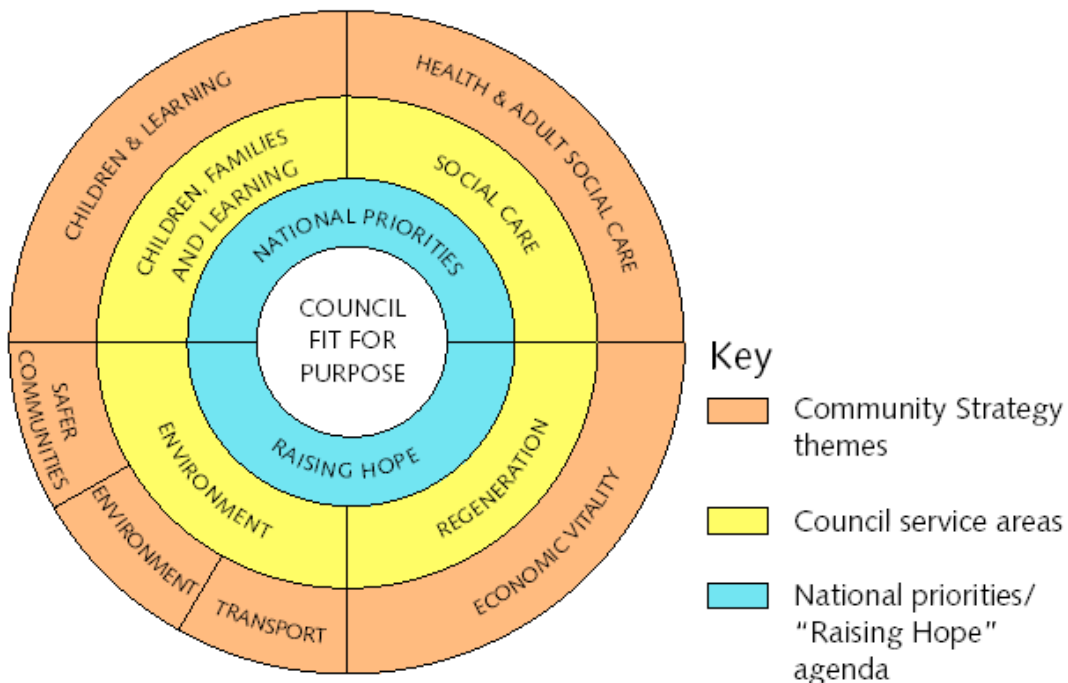 CHILDREN & LEARNING
HEALTH & ADULT SOCIAL CARE
CHILDREN, FAMILIES
AND LEARNING
SOCIAL CARE
NATIONAL PRIORITIES
COUNCIL
FIT FOR
PURPOSE
RAISING HOPE
ENVIRONMENT
REGENERATION
SAFER
COMMUNITIES
ENVIRONMENT
TRANSPORT
ECONOMIC VITALITY
Key
Community Strategy
themes
Council service areas
National priorities/
“Raising Hope”
agenda